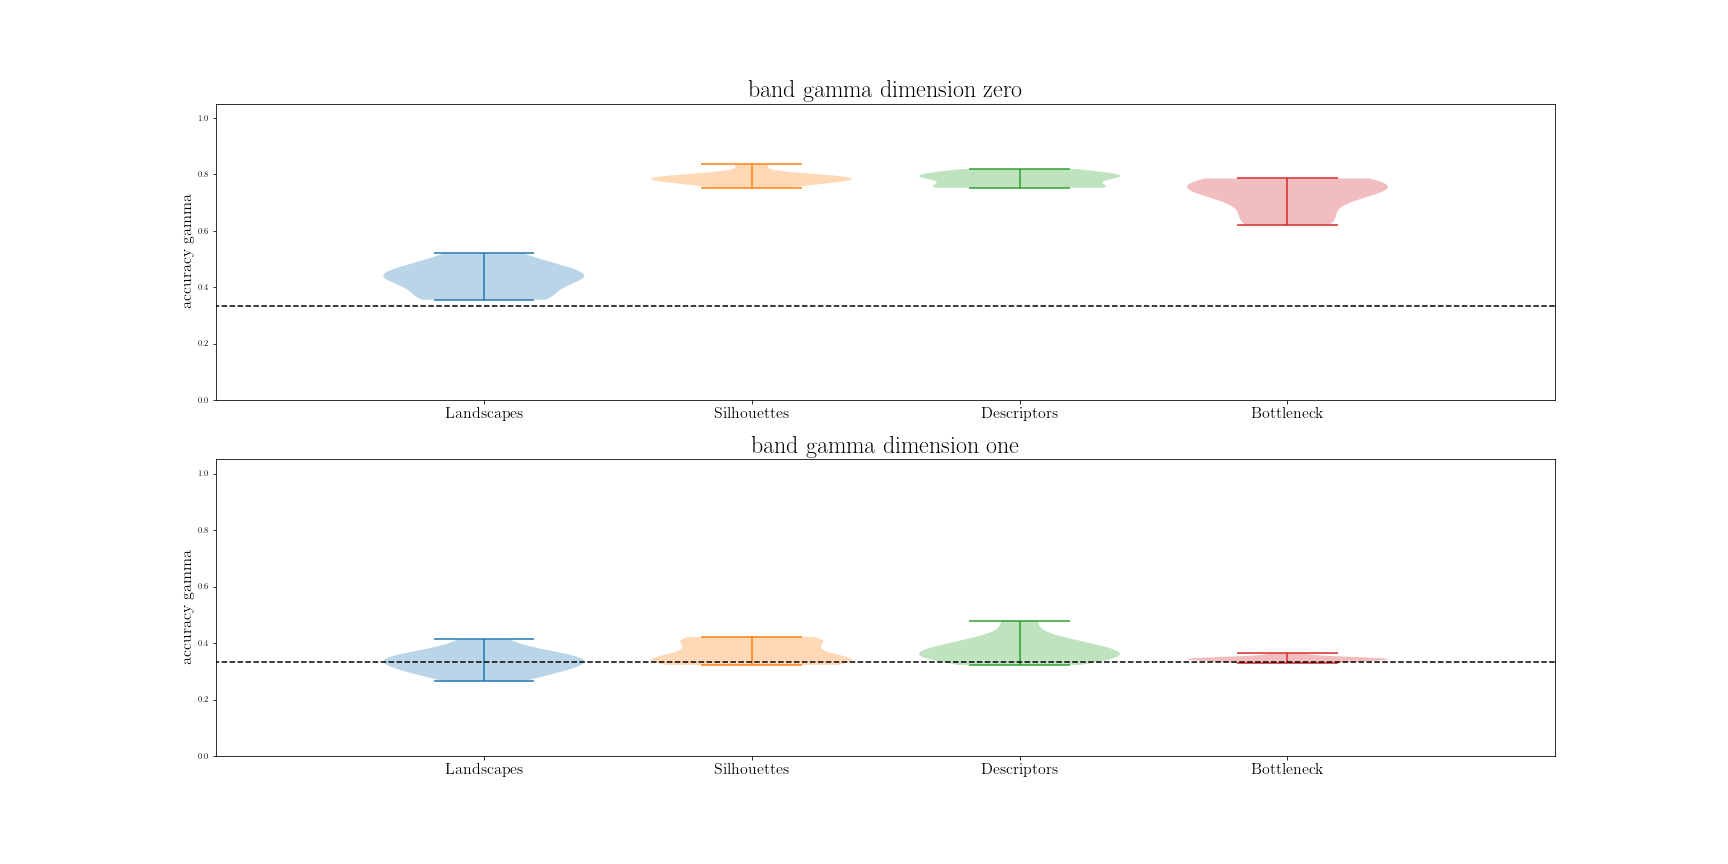 band gamma dimension zero
accuracy gamma
1.0
0.8
0.6
0.4
0.2
0.0
Landscapes Silhouettes Descriptors Bottleneck
band gamma dimension one
accuracy gamma
1.0
0.8
0.6
0.4
0.2
0.0
Landscapes Silhouettes Descriptors Bottleneck